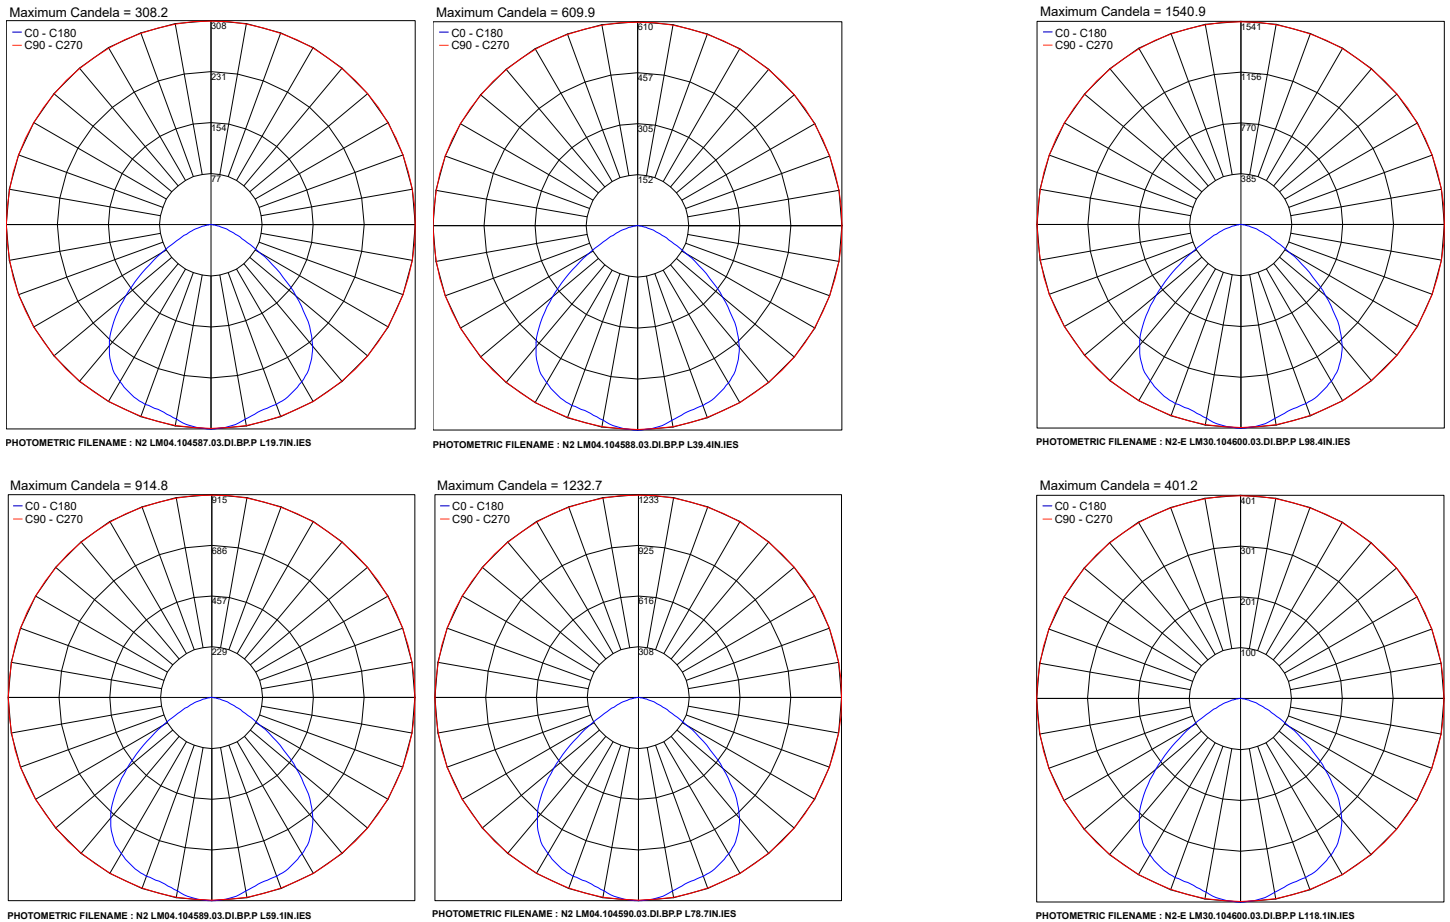 Maximum Candela = 308.2
C0 - C180
C90 - C270
308
231
154
77
PHOTOMETRIC FILENAME : N2 LM04.104587.03.DI.BP.P L19.7IN.IES
Maximum Candela = 609.9
C0 - C180
C90 - C270
610
457
305
152
PHOTOMETRIC FILENAME : N2 LM04.104588.03.DI.BP.P L39.4IN.IES
Maximum Candela = 1540.9
C0 - C180
C90 - C270
1541
1156
770
385
PHOTOMETRIC FILENAME : N2-E LM30.104600.03.DI.BP.P L98.4IN.IES
Maximum Candela = 914.8
C0 - C180
C90 - C270
915
686
457
229
PHOTOMETRIC FILENAME : N2 LM04.104589.03.DI.BP.P L59.1IN.IES
Maximum Candela = 1232.7
C0 - C180
C90 - C270
1233
925
616
308
PHOTOMETRIC FILENAME : N2 LM04.104590.03.DI.BP.P L78.7IN.IES
Maximum Candela = 401.2
C0 - C180
C90 - C270
401
301
201
100
PHOTOMETRIC FILENAME : N2-E LM30.104600.03.DI.BP.P L118.1IN.IES